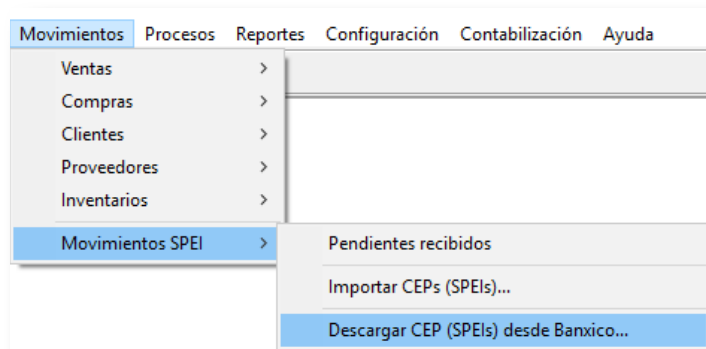 Movimientos Procesos Reportes Configuración Contabilización Ayuda
Ventas >
Compras >
Clientes >
Proveedores >
Inventarios >
Movimientos SPEI >
Pendientes recibidos
Importar CEPs (SPEIs)...
Descargar CEP (SPEIs) desde Banxico...